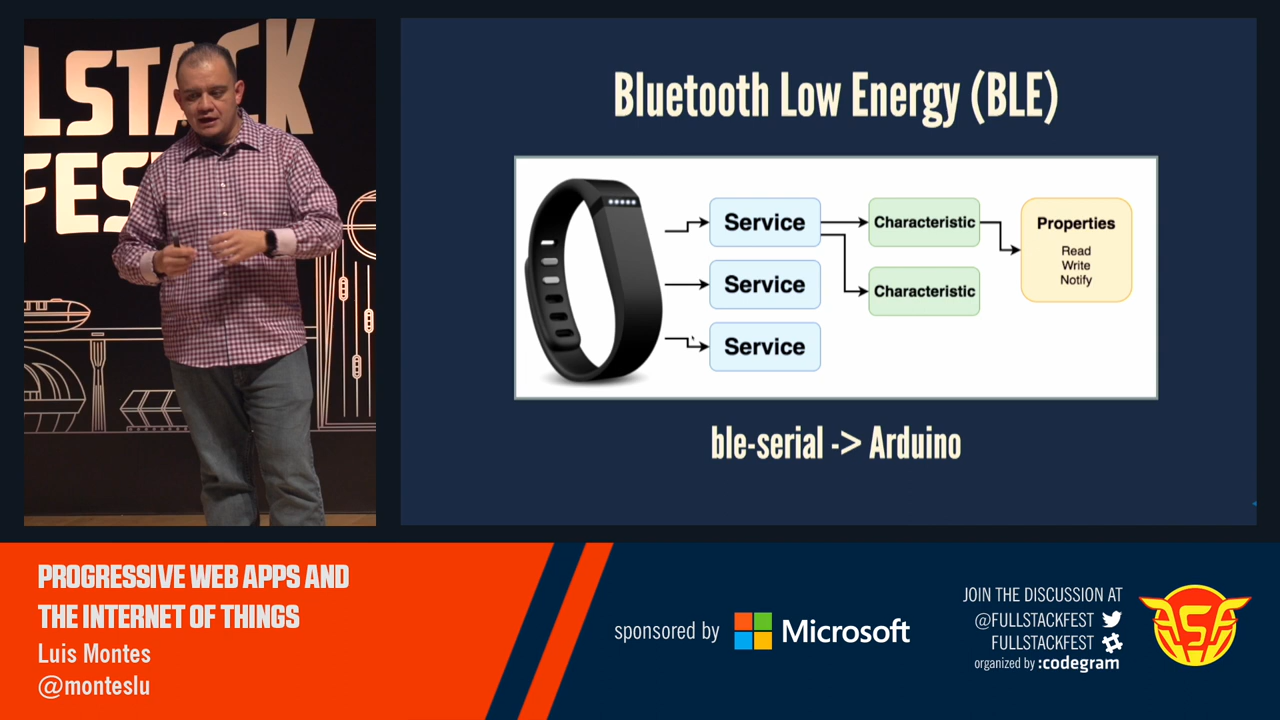 LSTACK
FES
Bluetooth Low Energy (BLE)
Service
Characteristic
Properties
Read
Write
Notify
Service
Characteristic
Service
ble-serial -> Arduino
PROGRESSIVE WEB APPS AND
THE INTERNET OF THINGS
Luis Montes
@monteslu
sponsored by Microsoft
JOIN THE DISCUSSION AT
@FULLSTACKFEST
FULLSTACKFEST
organized by :codegram
FSF